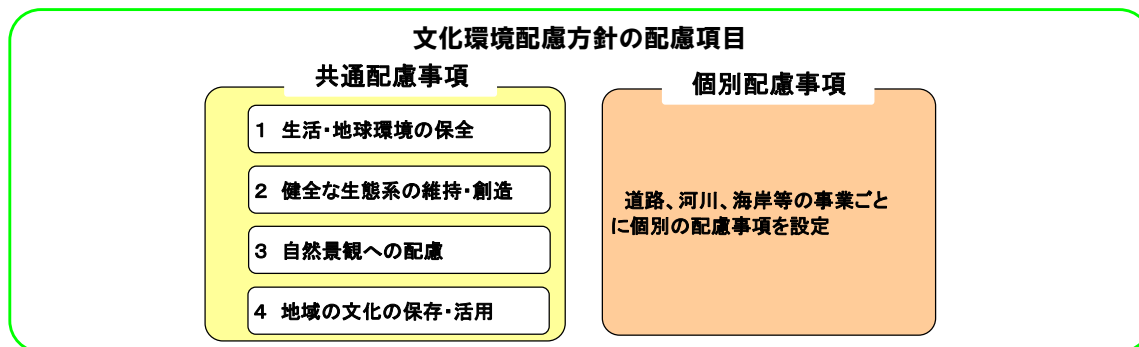 文化環境配慮方針の配慮項目
共通配慮事項
1 生活・地球環境の保全
2 健全な生態系の維持・創造
3 自然景観への配慮
4 地域の文化の保存・活用
個別配慮事項
道路、河川、海岸等の事業ごと
に個別の配慮事項を設定